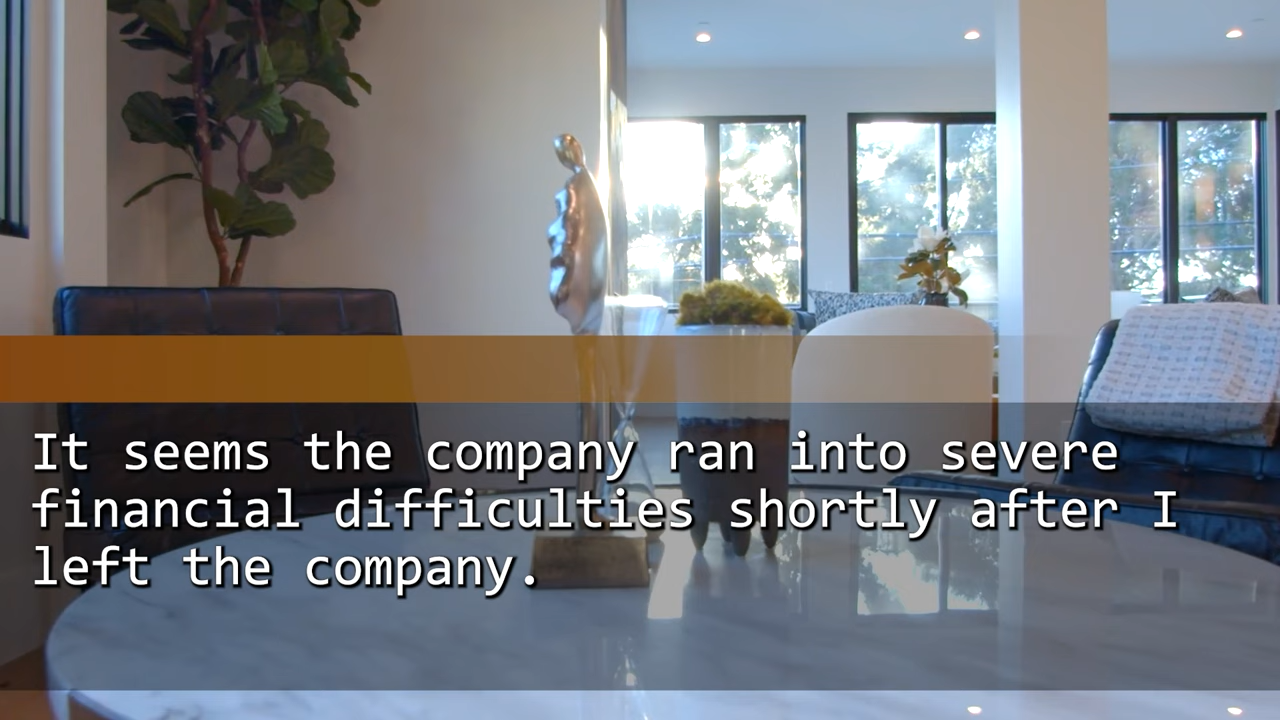 It seems the company ran into severe
financial difficulties shortly after I
left the company.